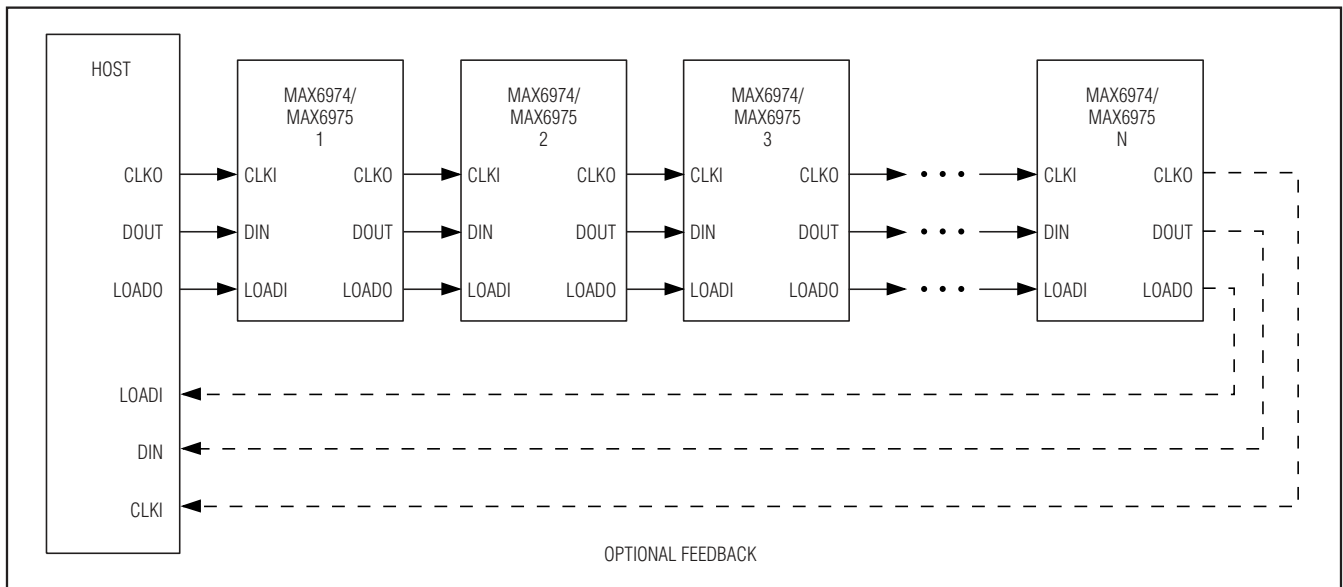 HOST
MAX6974/
MAX6975
1
MAX6974/
MAX6975
2
MAX6974/
MAX6975
3
MAX6974/
MAX6975
N
CLKO CLKI CLKO CLKI CLKO CLKI CLKO • • • CLKI CLKO
DOUT DIN DOUT DIN DOUT DIN DOUT • • • DIN DOUT
LOADO LOADI LOADO LOADI LOADO LOADI LOADO • • • LOADI LOADO
LOADI
DIN
CLKI
OPTIONAL FEEDBACK